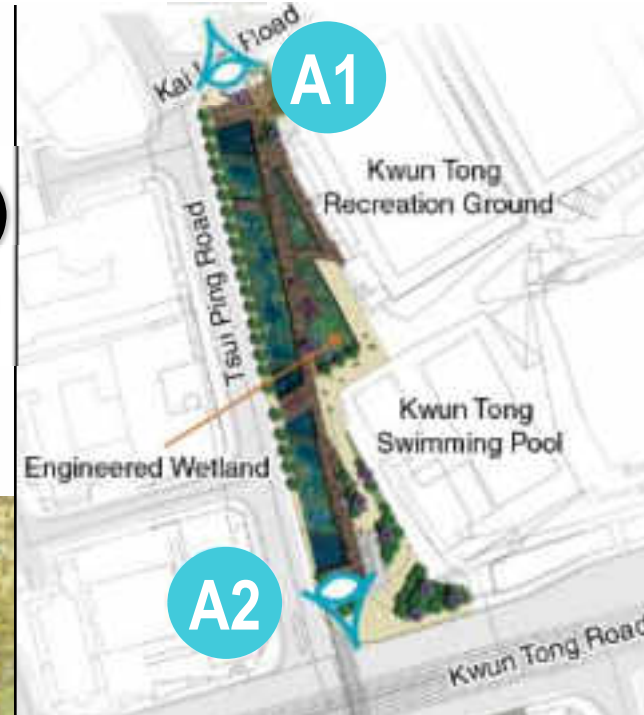 A1
Road
Kwun Tong
Recreation Ground
Tsui Ping Road
Kwun Tong
Swimming Pool
Engineered Wetland
A2
Kwun Tong Road